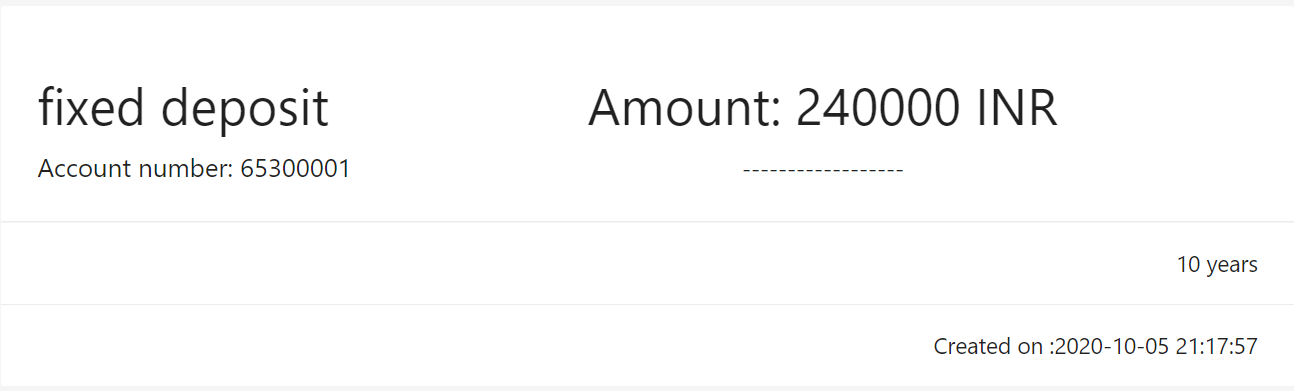 fixed deposit
Amount: 240000 INR
Account number: 65300001
------------------
10 years
Created on :2020-10-05 21:17:57